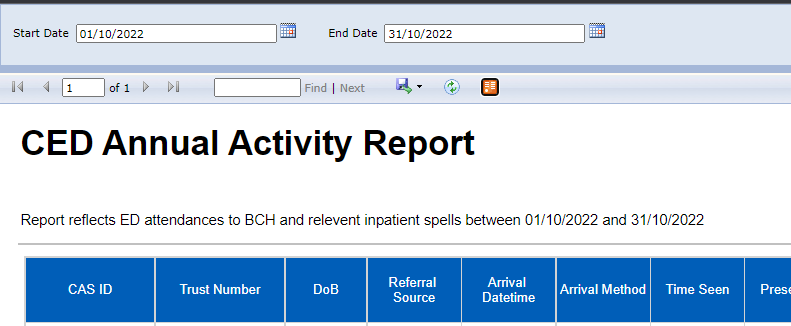 Start Date 01/10/2022 End Date 31/10/2022
1 of 1 Find | Next
CED Annual Activity Report
Report reflects ED attendances to BCH and relevent inpatient spells between 01/10/2022 and 31/10/2022
CAS ID Trust Number DoB Referral Source Arrival Datetime Arrival Method Time Seen Prese